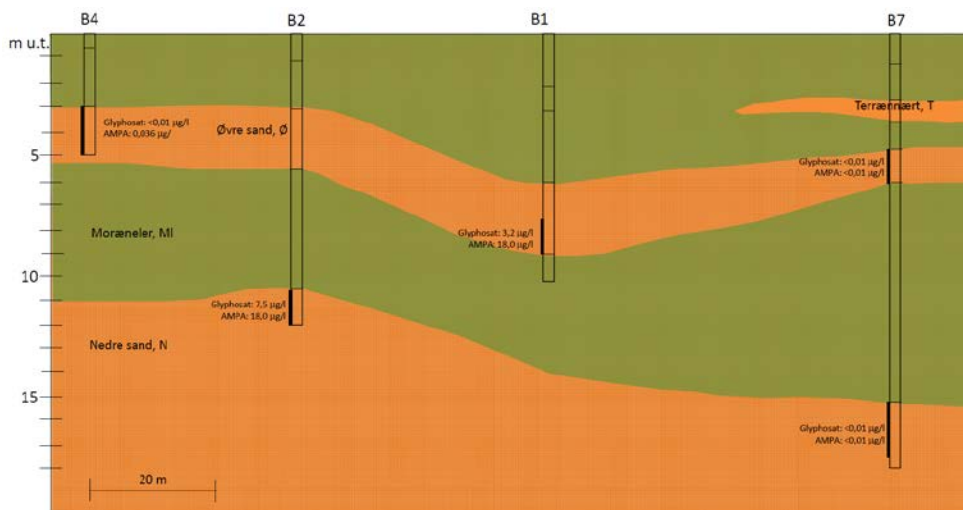 B4
B2
B1
B7
m u.t.
Terrænnært, T
Glyphosat: <0,01 µg/l
AMPA: 0,036 µg/
Øvre sand, Ø
5
<0,01 µg/l
AMPA: <0,01 µg/l
Moræneler, Ml
Glyphosat: 3,2 µg/l
AMPA: 18,0 µg/l
10
Glyphosat: 7,5 µg/l
AMPA: 18,0 µg/l
Nedre sand, N
15
Glyphosat: <0,01 µg/l
AMPA: <0,01 µg/l
20 m